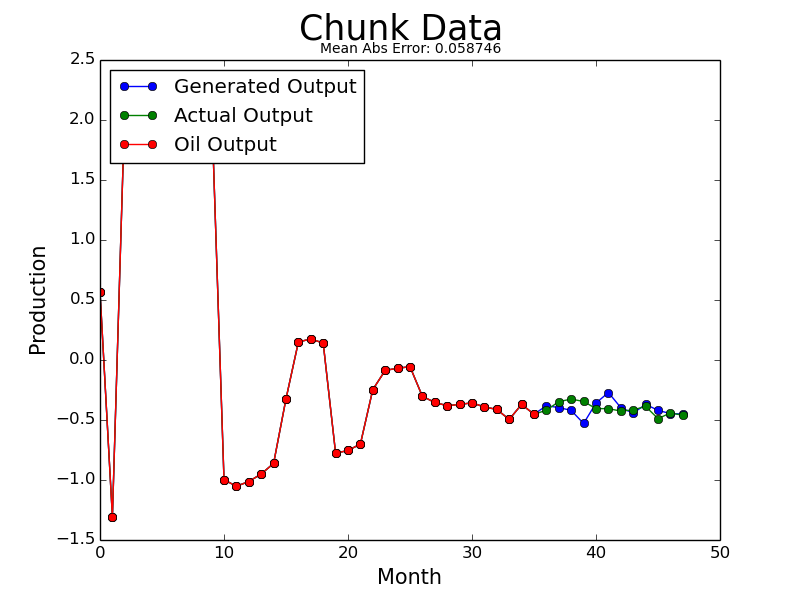 Chunk Data
Mean Abs Error: 0.058746
2.5
2.0
1.5
1.0
0.5
0.0
−0.5
−1.0
−1.5
Generated Output
Actual Output
Oil Output
Production
0 10 20 30 40 50
Month